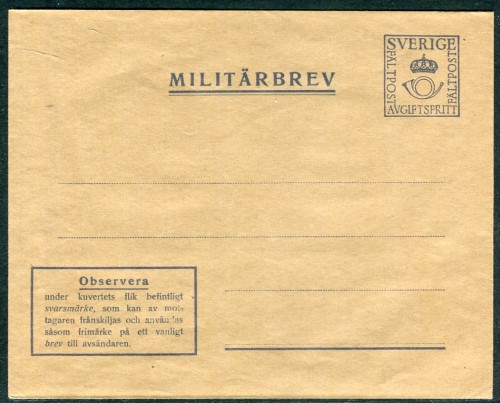 MILITÄRBREV
SVERIGE
FÄLTPOST
FÄLTPOST
AVGIFTSFRITT
Observera
under kuvertets flik befintligt
svarsmärke, som kan av mot-
tagaren frånskiljas och användas
såsom frimärke på ett vanligt
brev till avsändaren.